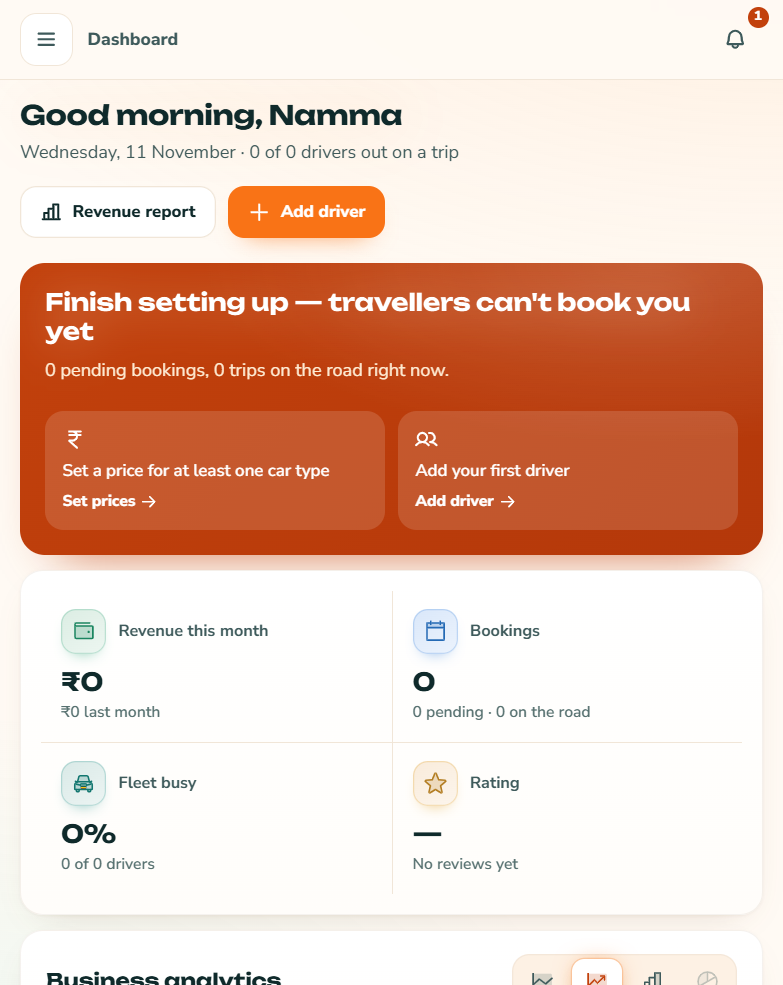 1
Dashboard
Good morning, Namma
Wednesday, 11 November · 0 of 0 drivers out on a trip
Revenue report
Add driver
Finish setting up — travellers can't book you
yet
0 pending bookings, 0 trips on the road right now.
Set a price for at least one car type
Set prices →
Add your first driver
Add driver →
Revenue this month
₹0
₹0 last month
Bookings
0
0 pending · 0 on the road
Fleet busy
0%
0 of 0 drivers
Rating
—
No reviews yet
Business analytics